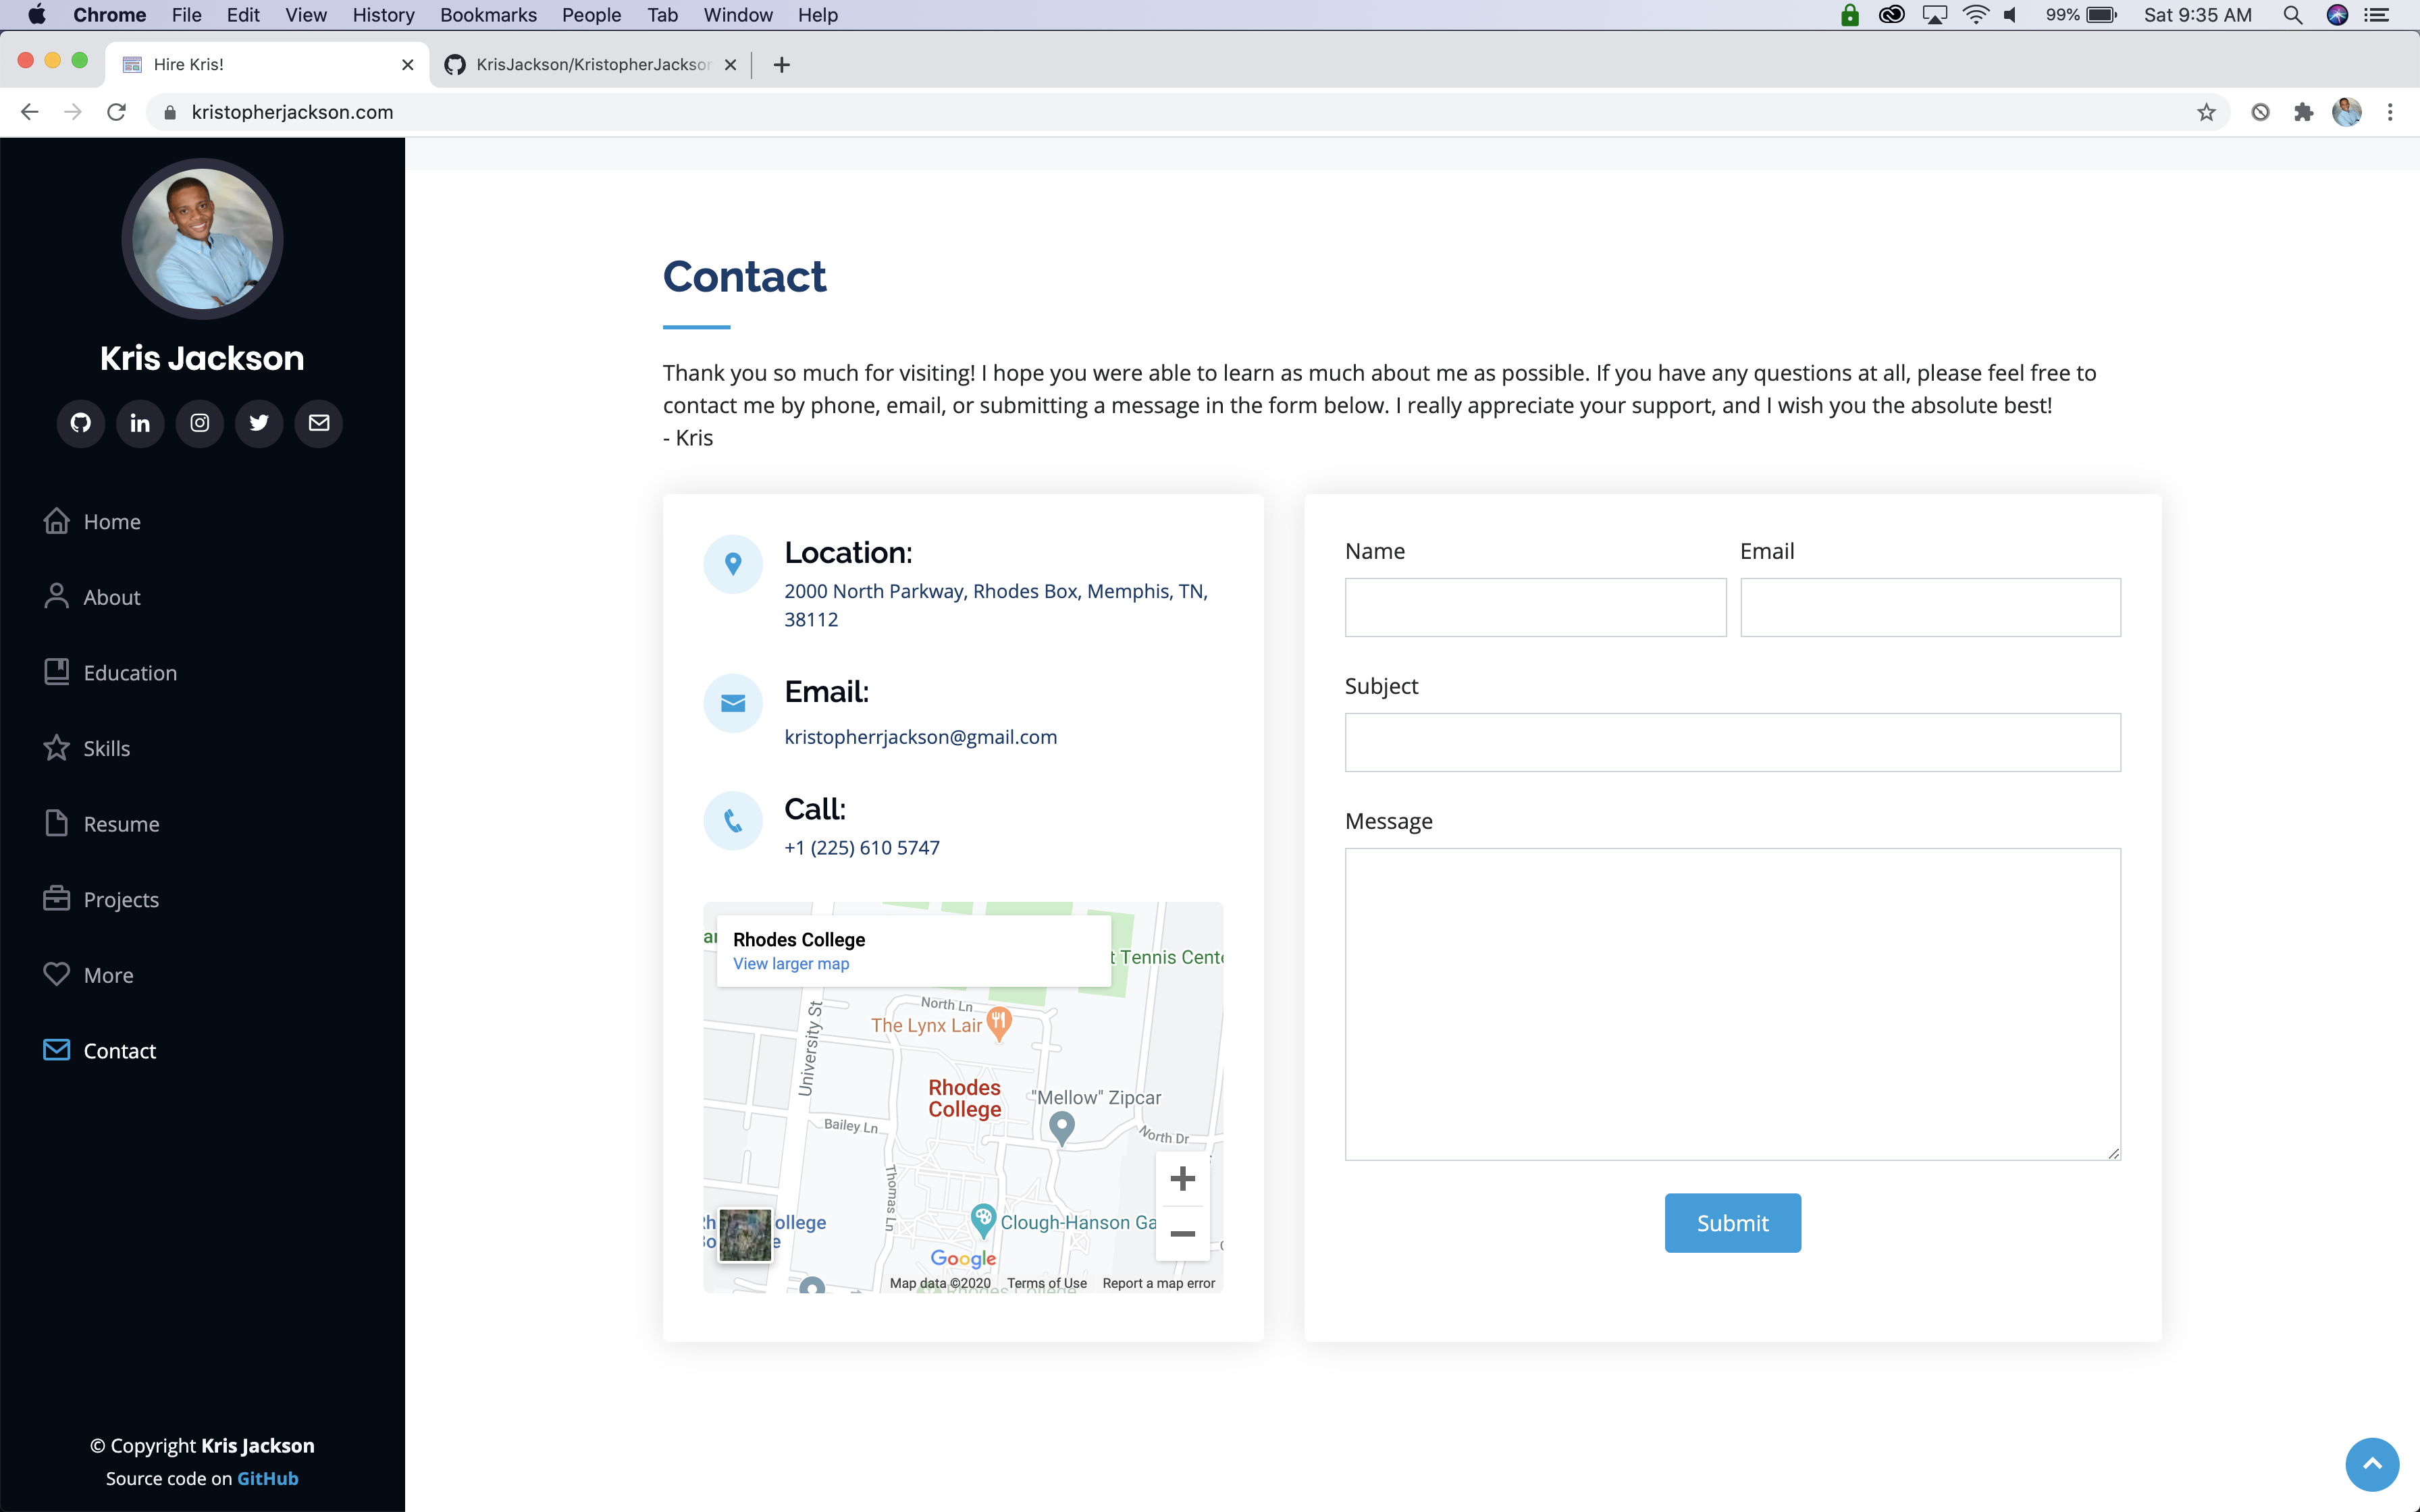 Chrome File Edit View History Bookmarks People Tab Window Help 99% Sat 9:35 AM
Hire Kris! KrisJackson/KristopherJackson
kristopherjackson.com
Kris Jackson
Home
About
Education
Skills
Resume
Projects
More
Contact
© Copyright Kris Jackson
Source code on GitHub
Contact
Thank you so much for visiting! I hope you were able to learn as much about me as possible. If you have any questions at all, please feel free to
contact me by phone, email, or submitting a message in the form below. I really appreciate your support, and I wish you the absolute best!
- Kris
Location:
2000 North Parkway, Rhodes Box, Memphis, TN,
38112
Email:
kristopherrjackson@gmail.com
Call:
+1 (225) 610 5747
Rhodes College
View larger map
t Tennis Cente
North Ln
The Lynx Lair
University St
Rhodes
College
"Mellow" Zipcar
Bailey Ln
North Dr
Thomas Ln
ollege
Clough-Hanson Ga
Google
Map data ©2020 Terms of Use Report a map error
Rhodes College
Name Email
Subject
Message
Submit